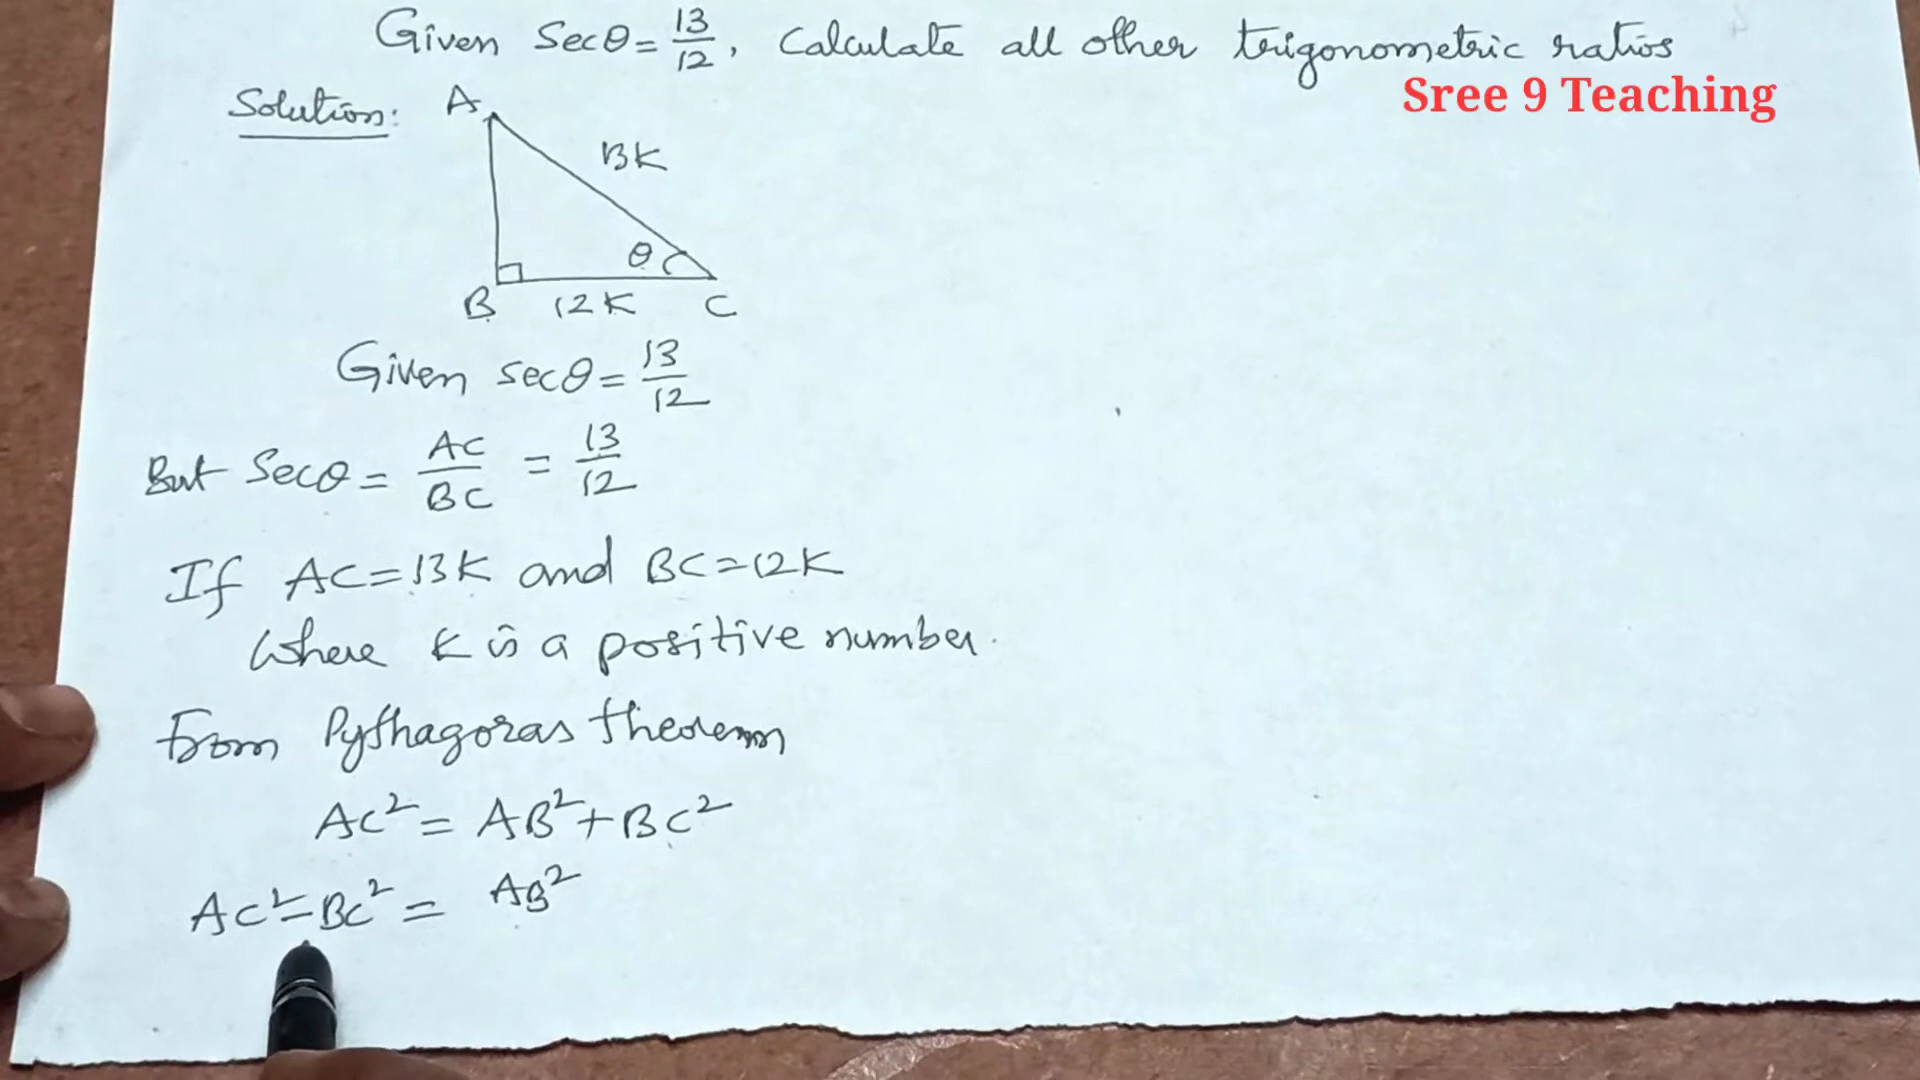 Given Secθ = 13/12, Calculate all other trigonometric ratios
Sree 9 Teaching
Solution:
A
13K
θ
B 12K C
Given secθ = 13/12
But Secθ = AC/BC = 13/12
If AC=13K and BC=12K
Where K is a positive number.
From Pythagoras theorem
AC² = AB² + BC²
AC² - BC² = AB²